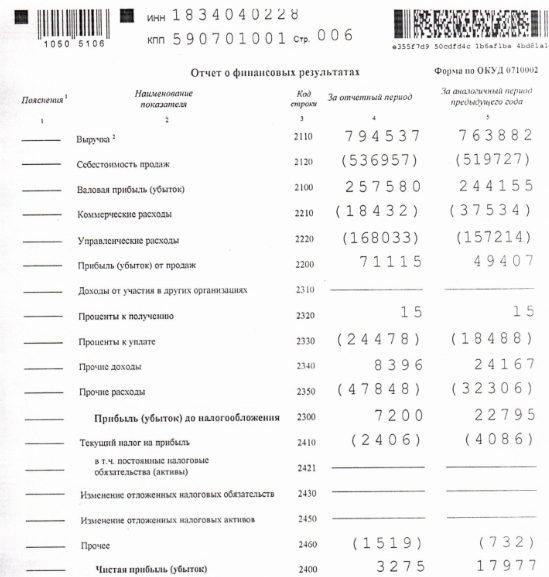 ИНН 1834040228
1050 5106
КПП 590701001 Стр. 006
e355f7d9 50cdfd4c 1b6af1ba 4bd81a1
Отчет о финансовых результатах
Форма по ОКУД 0710002
Пояснения 1 Наименование показателя Код строки За отчетный период За аналогичный период предыдущего года
1 2 3 4 5
Выручка 2 2110 794537 763882
Себестоимость продаж 2120 (536957) (519727)
Валовая прибыль (убыток) 2100 257580 244155
Коммерческие расходы 2210 (18432) (37534)
Управленческие расходы 2220 (168033) (157214)
Прибыль (убыток) от продаж 2200 71115 49407
Доходы от участия в других организациях 2310
Проценты к получению 2320 15 15
Проценты к уплате 2330 (24478) (18488)
Прочие доходы 2340 8396 24167
Прочие расходы 2350 (47848) (32306)
Прибыль (убыток) до налогообложения 2300 7200 22795
Текущий налог на прибыль 2410 (2406) (4086)
в т.ч. постоянные налоговые обязательства (активы) 2421
Изменение отложенных налоговых обязательств 2430
Изменение отложенных налоговых активов 2450
Прочее 2460 (1519) (732)
Чистая прибыль (убыток) 2400 3275 17977